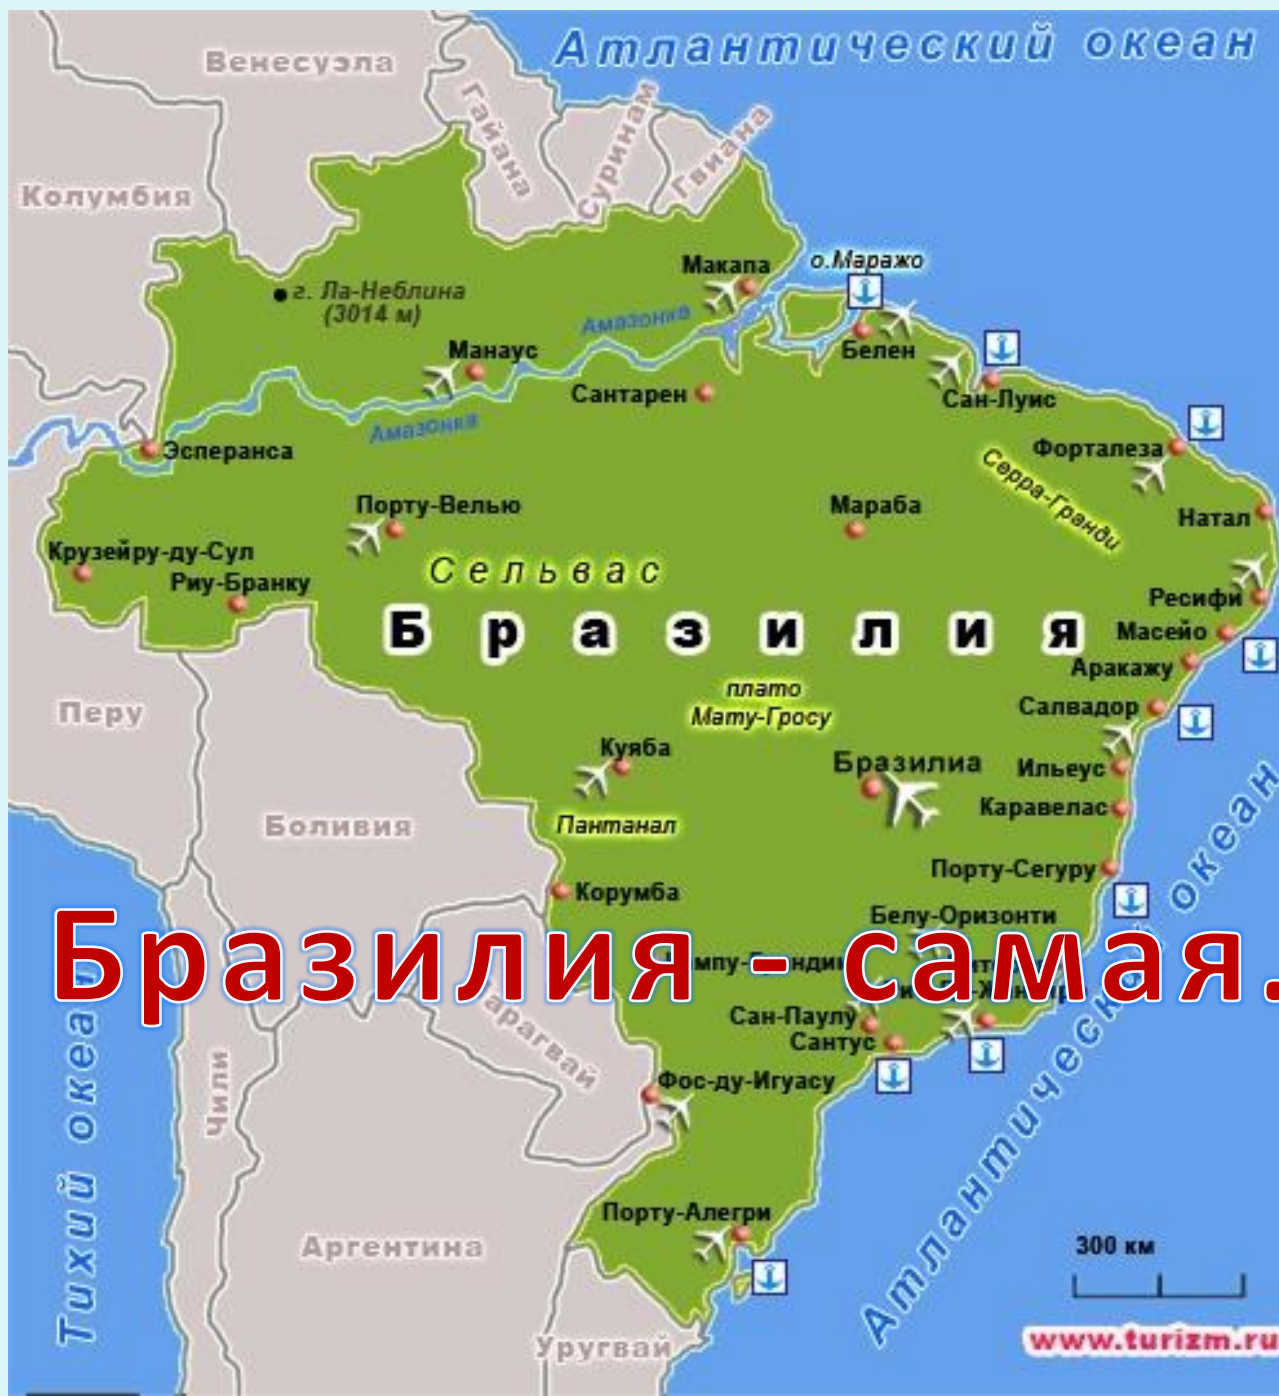 Атлантический океан
Венесуэла
Гайана
Суринам
Гвиана
Колумбия
Макапа
о.Маражо
г. Ла-Неблина
(3014 м)
Амазонка
Манаус
Белен
Сантарен
Сан-Луис
Амазонка
Эсперанса
Форталеза
Серра-Гранди
Порту-Велью
Мараба
Натал
Крузейру-ду-Сул
Сельвас
Риу-Бранку
Ресифи
Бразилия
Масейо
Аракажу
плато
Мату-Гросу
Перу
Салвадор
Куяба
Бразилиа
Ильеус
Каравелас
Боливия
Пантанал
Порту-Сегуру
Корумба
Белу-Оризонти
Бразилия - самая.
Сан-Паулу
Сантус
Парагвай
Фос-ду-Игуасу
Чили
Тихий океан
Атлантический океан
Порту-Алегри
Аргентина
300 км
Уругвай
www.turizm.ru